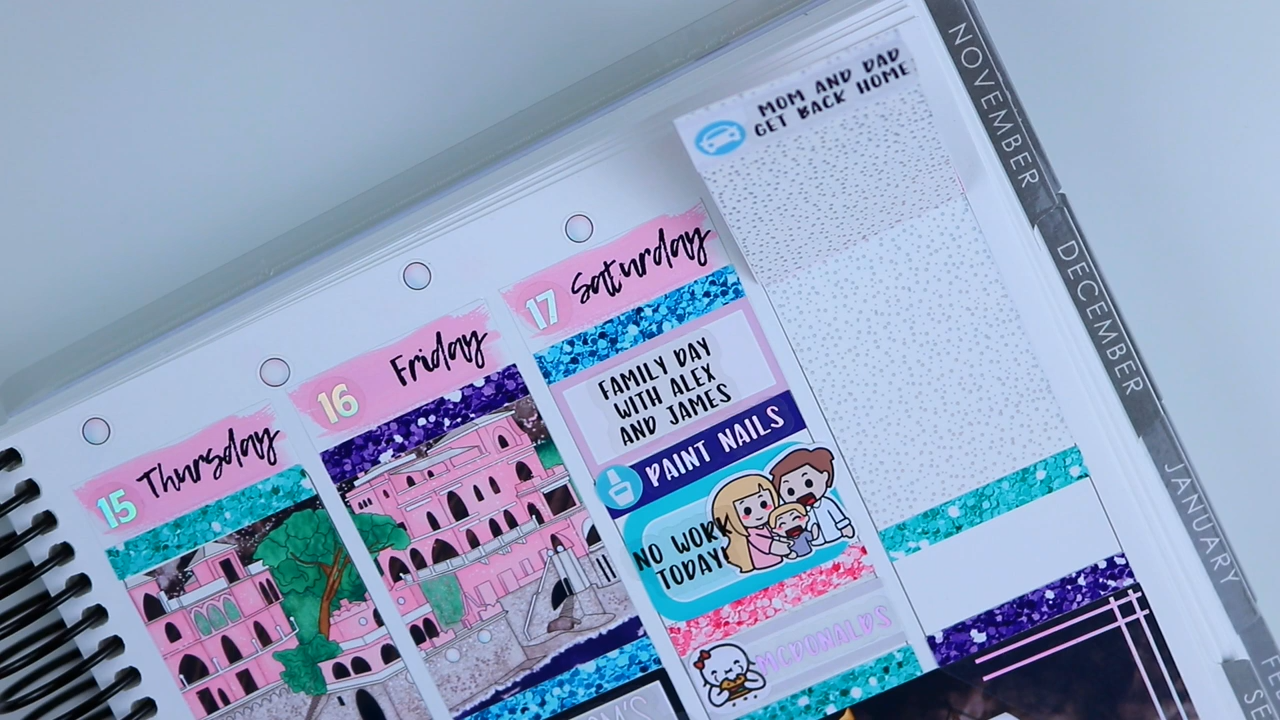 15 Thursday
16 Friday
17 Saturday
FAMILY DAY
WITH ALEX
AND JAMES
PAINT NAILS
NO WORK
TODAY!
MCDONALDS
MOM AND DAD
GET BACK HOME
NOVEMBER
DECEMBER
JANUARY